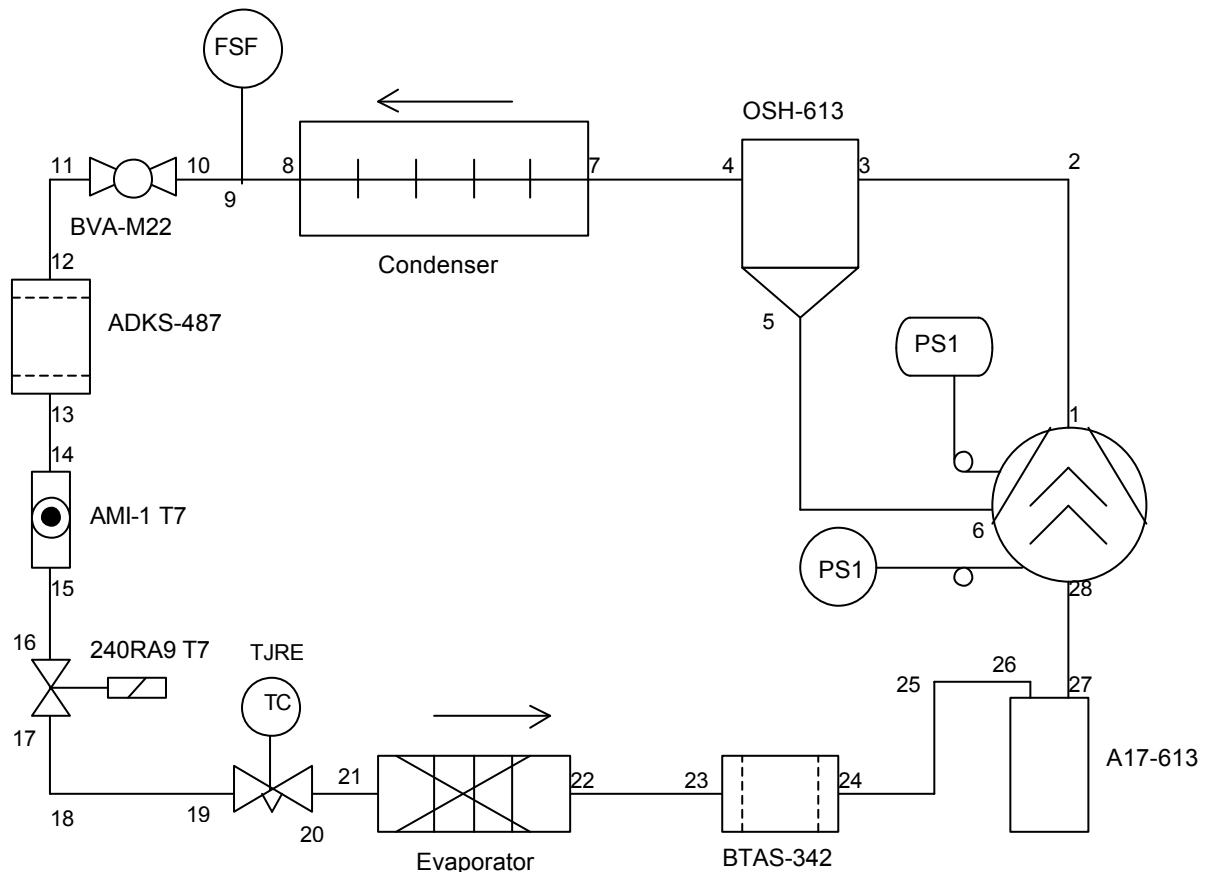 FSF
OSH-613
11
10
9
8
7
4
3
2
BVA-M22
Condenser
12
ADKS-487
5
PS1
13
1
14
AMI-1 T7
6
PS1
15
28
16
240RA9 T7
TJRE
TC
26
25
27
17
A17-613
21
22
23
24
18
19
20
Evaporator
BTAS-342